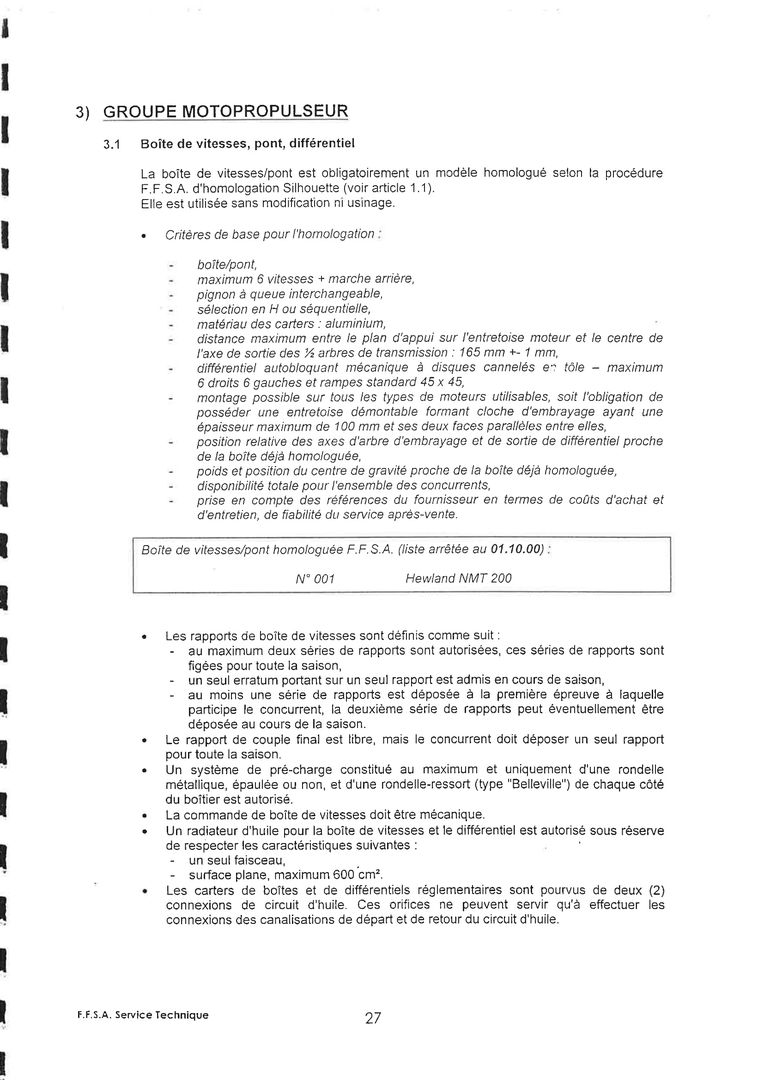 3) GROUPE MOTOPROPULSEUR
3.1 Boîte de vitesses, pont, différentiel
La boîte de vitesses/pont est obligatoirement un modèle homologué selon la procédure
F.F.S.A. d'homologation Silhouette (voir article 1.1).
Elle est utilisée sans modification ni usinage.
• Critères de base pour l'homologation :
- boîte/pont,
- maximum 6 vitesses + marche arrière,
- pignon à queue interchangeable,
- sélection en H ou séquentielle,
- matériau des carters : aluminium,
- distance maximum entre le plan d'appui sur l'entretoise moteur et le centre de
l'axe de sortie des ½ arbres de transmission : 165 mm +- 1 mm,
- différentiel autobloquant mécanique à disques cannelés en tôle – maximum
6 droits 6 gauches et rampes standard 45 x 45,
- montage possible sur tous les types de moteurs utilisables, soit l'obligation de
posséder une entretoise démontable formant cloche d'embrayage ayant une
épaisseur maximum de 100 mm et ses deux faces parallèles entre elles,
- position relative des axes d'arbre d'embrayage et de sortie de différentiel proche
de la boîte déjà homologuée,
- poids et position du centre de gravité proche de la boîte déjà homologuée,
- disponibilité totale pour l'ensemble des concurrents,
- prise en compte des références du fournisseur en termes de coûts d'achat et
d'entretien, de fiabilité du service après-vente.
Boîte de vitesses/pont homologuée F.F.S.A. (liste arrêtée au 01.10.00) :
N° 001 Hewland NMT 200
• Les rapports de boîte de vitesses sont définis comme suit :
- au maximum deux séries de rapports sont autorisées, ces séries de rapports sont
figées pour toute la saison,
- un seul erratum portant sur un seul rapport est admis en cours de saison,
- au moins une série de rapports est déposée à la première épreuve à laquelle
participe le concurrent, la deuxième série de rapports peut éventuellement être
déposée au cours de la saison.
• Le rapport de couple final est libre, mais le concurrent doit déposer un seul rapport
pour toute la saison.
• Un système de pré-charge constitué au maximum et uniquement d'une rondelle
métallique, épaulée ou non, et d'une rondelle-ressort (type "Belleville") de chaque côté
du boîtier est autorisé.
• La commande de boîte de vitesses doit être mécanique.
• Un radiateur d'huile pour la boîte de vitesses et le différentiel est autorisé sous réserve
de respecter les caractéristiques suivantes :
- un seul faisceau,
- surface plane, maximum 600 cm².
• Les carters de boîtes et de différentiels réglementaires sont pourvus de deux (2)
connexions de circuit d'huile. Ces orifices ne peuvent servir qu'à effectuer les
connexions des canalisations de départ et de retour du circuit d'huile.
F.F.S.A. Service Technique
27